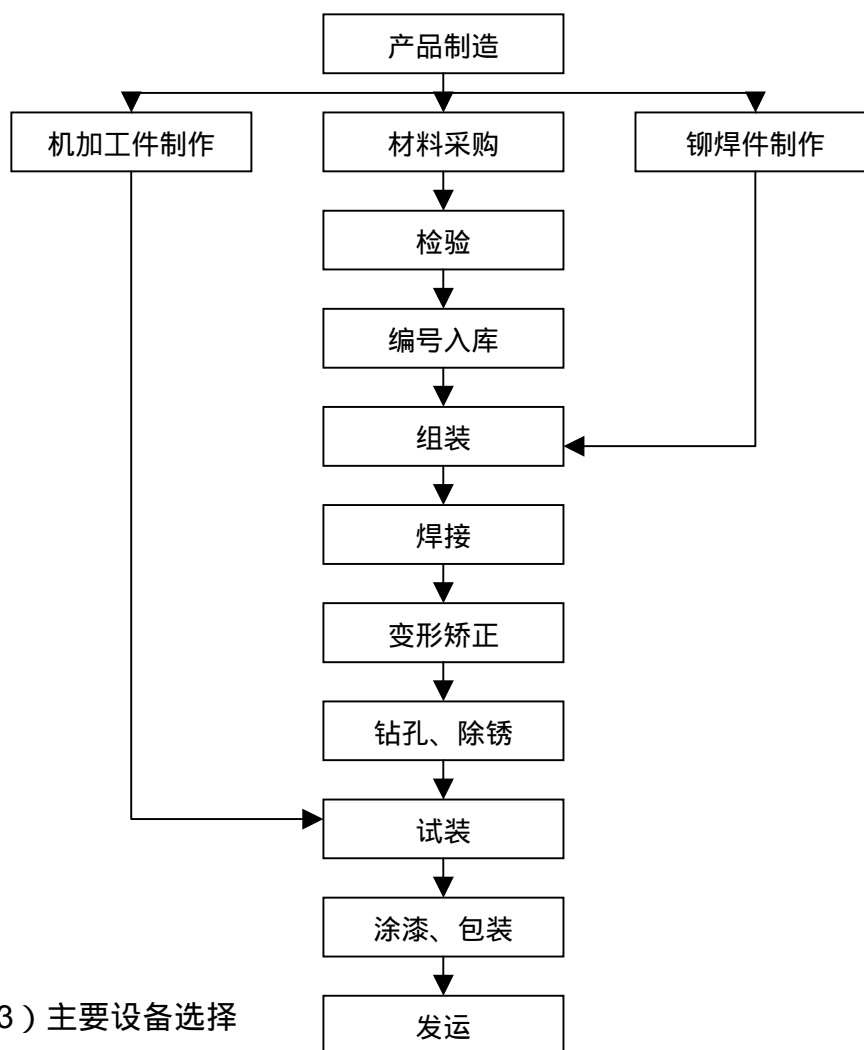 产品制造
机加工件制作
材料采购
铆焊件制作
检验
编号入库
组装
焊接
变形矫正
钻孔、除锈
试装
涂漆、包装
3）主要设备选择
发运